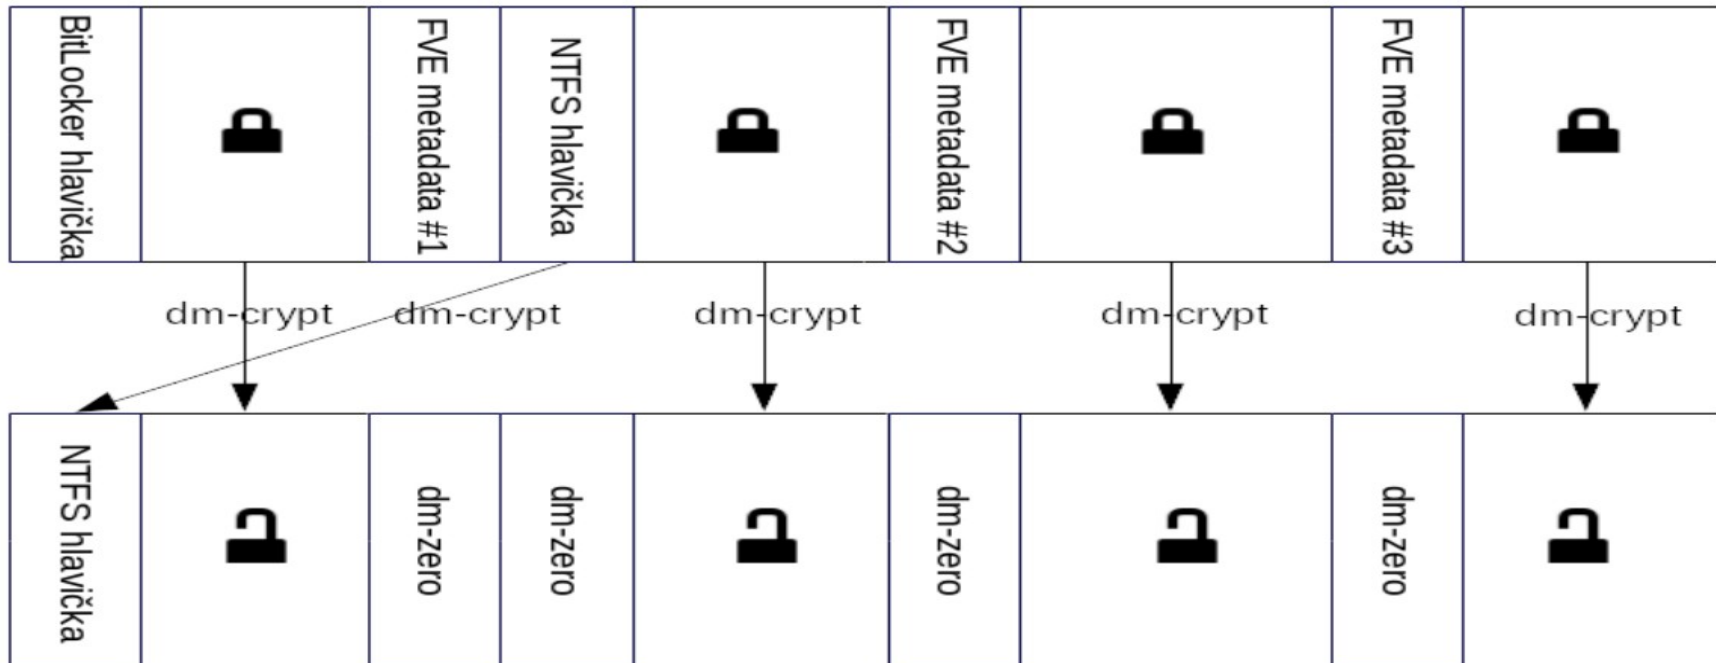 BitLocker hlavička
FVE metadata #1
NTFS hlavička
FVE metadata #2
FVE metadata #3
dm-crypt
dm-crypt
dm-crypt
dm-crypt
dm-crypt
NTFS hlavička
dm-zero
dm-zero
dm-zero
dm-zero